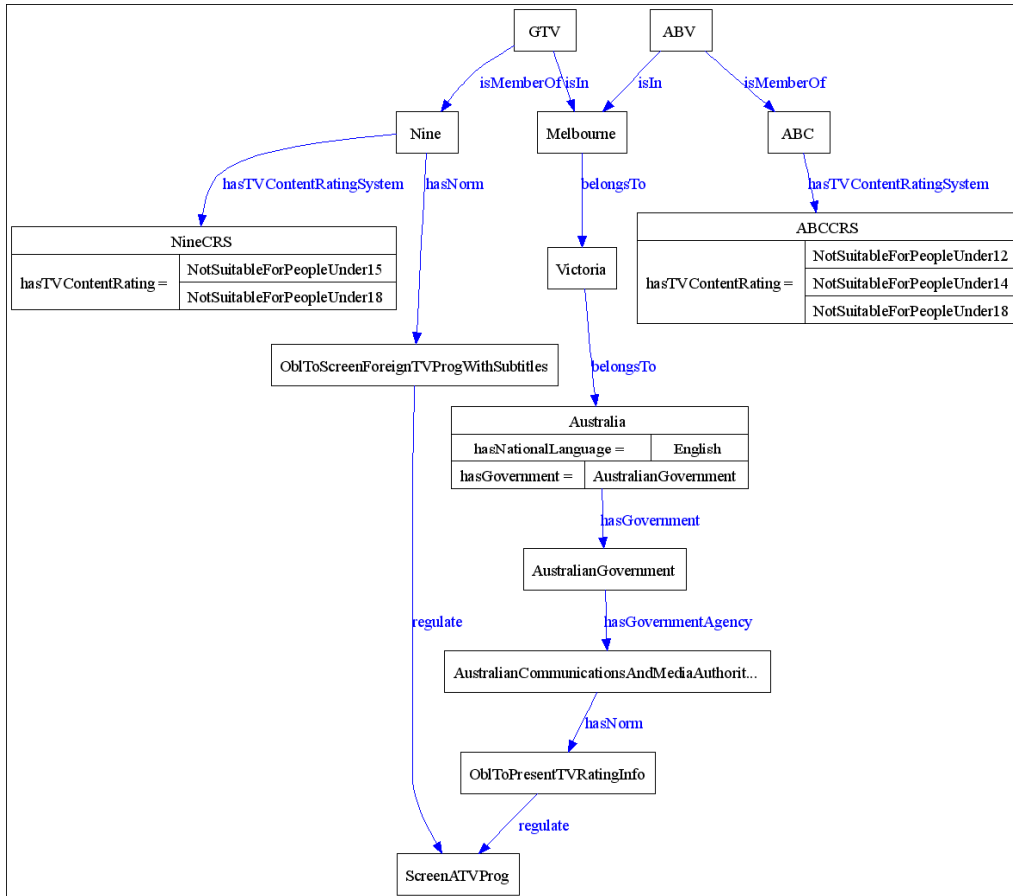 GTV
ABV
isMemberOf
isIn
isIn
isMemberOf
Nine
Melbourne
ABC
hasTVContentRatingSystem
hasNorm
belongsTo
hasTVContentRatingSystem
NineCRS
hasTVContentRating =
NotSuitableForPeopleUnder15
NotSuitableForPeopleUnder18
Victoria
ABCCRS
hasTVContentRating =
NotSuitableForPeopleUnder12
NotSuitableForPeopleUnder14
NotSuitableForPeopleUnder18
OblToScreenForeignTVProgWithSubtitles
belongsTo
Australia
hasNationalLanguage =
English
hasGovernment =
AustralianGovernment
hasGovernment
AustralianGovernment
regulate
hasGovernmentAgency
AustralianCommunicationsAndMediaAuthorit...
hasNorm
OblToPresentTVRatingInfo
regulate
ScreenATVProg